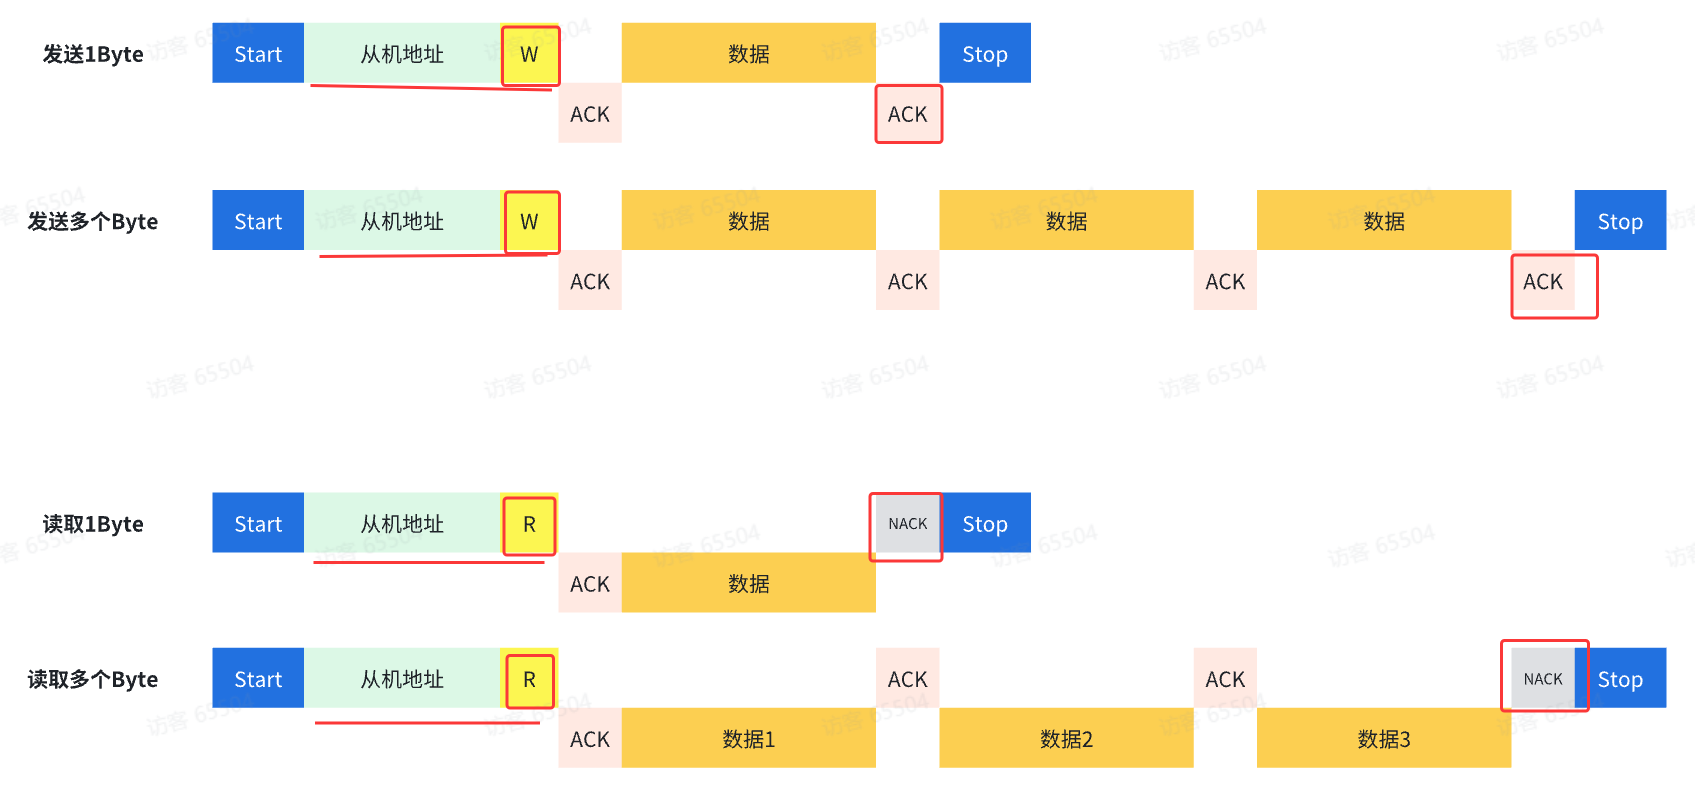 发送1Byte Start 从机地址 W 数据 Stop
ACK ACK
发送多个Byte Start 从机地址 W 数据 数据 数据 Stop
ACK ACK ACK ACK
读取1Byte Start 从机地址 R NACK Stop
ACK 数据
读取多个Byte Start 从机地址 R ACK ACK NACK Stop
ACK 数据1 数据2 数据3
访客 65504